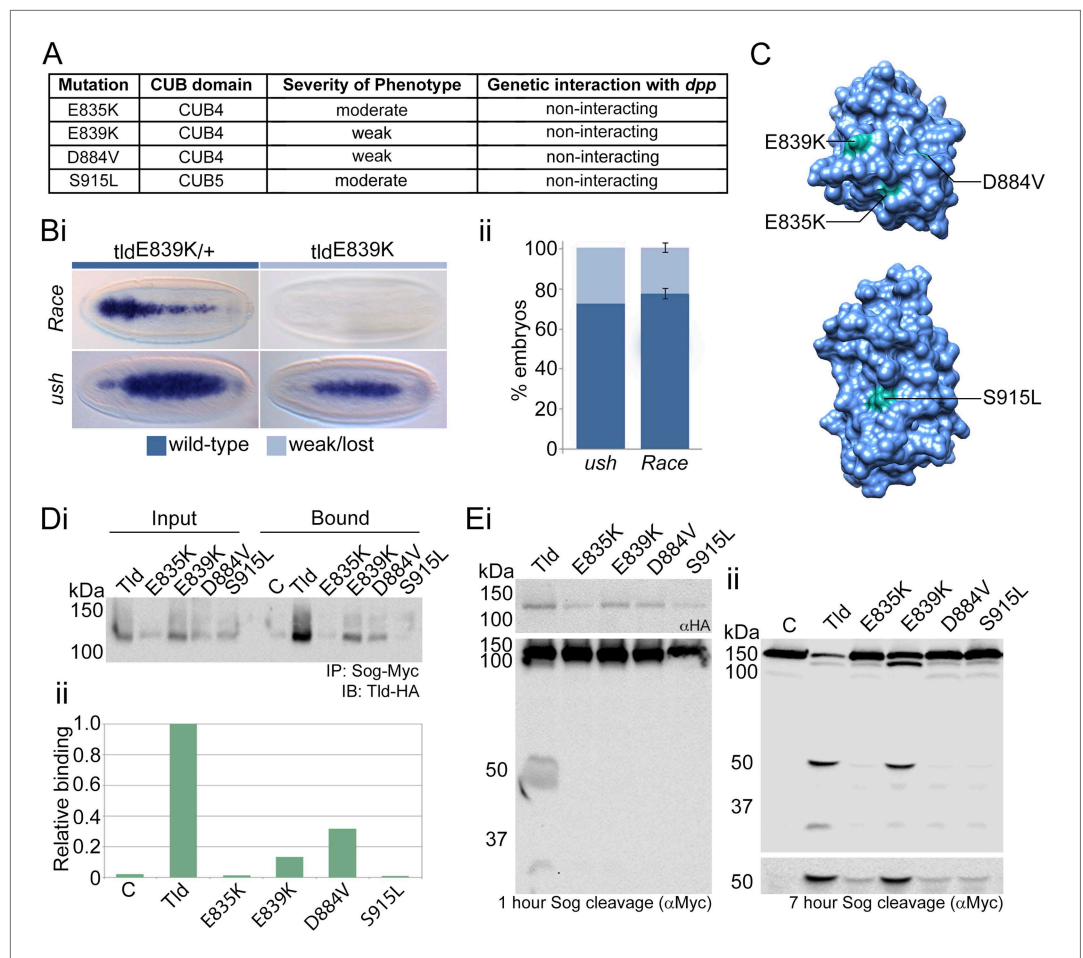 A
Mutation CUB domain Severity of Phenotype Genetic interaction with dpp
E835K CUB4 moderate non-interacting
E839K CUB4 weak non-interacting
D884V CUB4 weak non-interacting
S915L CUB5 moderate non-interacting
Bi
tldE839K/+ tldE839K
Race
ush
wild-type weak/lost
ii
100
80
60
40
20
0
% embryos
ush Race
C
E839K
D884V
E835K
S915L
Di
Input Bound
Tld E835K E839K D884V S915L C Tld E835K E839K D884V S915L
kDa
150
100
IP: Sog-Myc
IB: Tld-HA
ii
1.0
0.8
0.6
0.4
0.2
0
Relative binding
C Tld E835K E839K D884V S915L
Ei
Tld E835K E839K D884V S915L
kDa
150
100
αHA
150
100
50
37
1 hour Sog cleavage (αMyc)
ii
C Tld E835K E839K D884V S915L
kDa
150
100
50
37
50
7 hour Sog cleavage (αMyc)